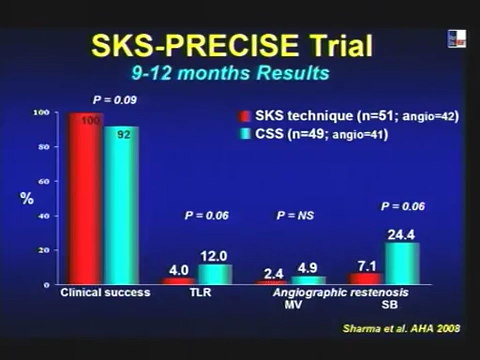 SKS-PRECISE Trial
9-12 months Results
P = 0.09
SKS technique (n=51; angio=42)
CSS (n=49; angio=41)
100
80
60
40
20
0
%
100
92
P = 0.06
4.0
12.0
P = NS
2.4
4.9
P = 0.06
7.1
24.4
Clinical success
TLR
Angiographic restenosis
MV
SB
Sharma et al. AHA 2008